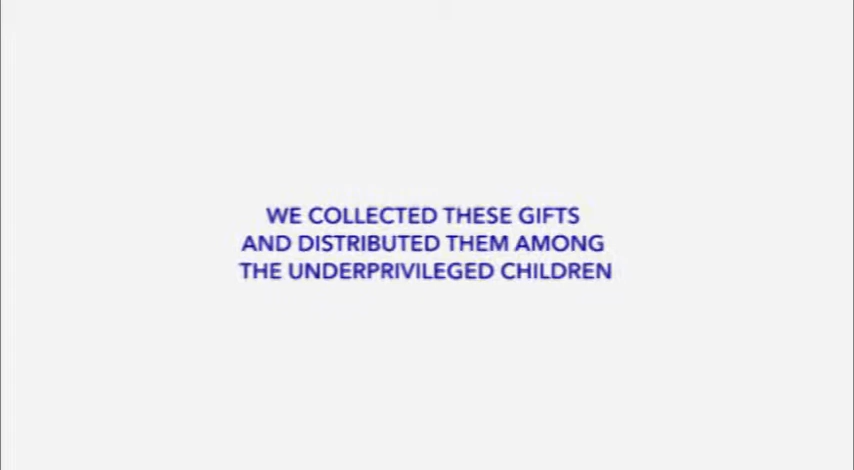 WE COLLECTED THESE GIFTS
AND DISTRIBUTED THEM AMONG
THE UNDERPRIVILEGED CHILDREN